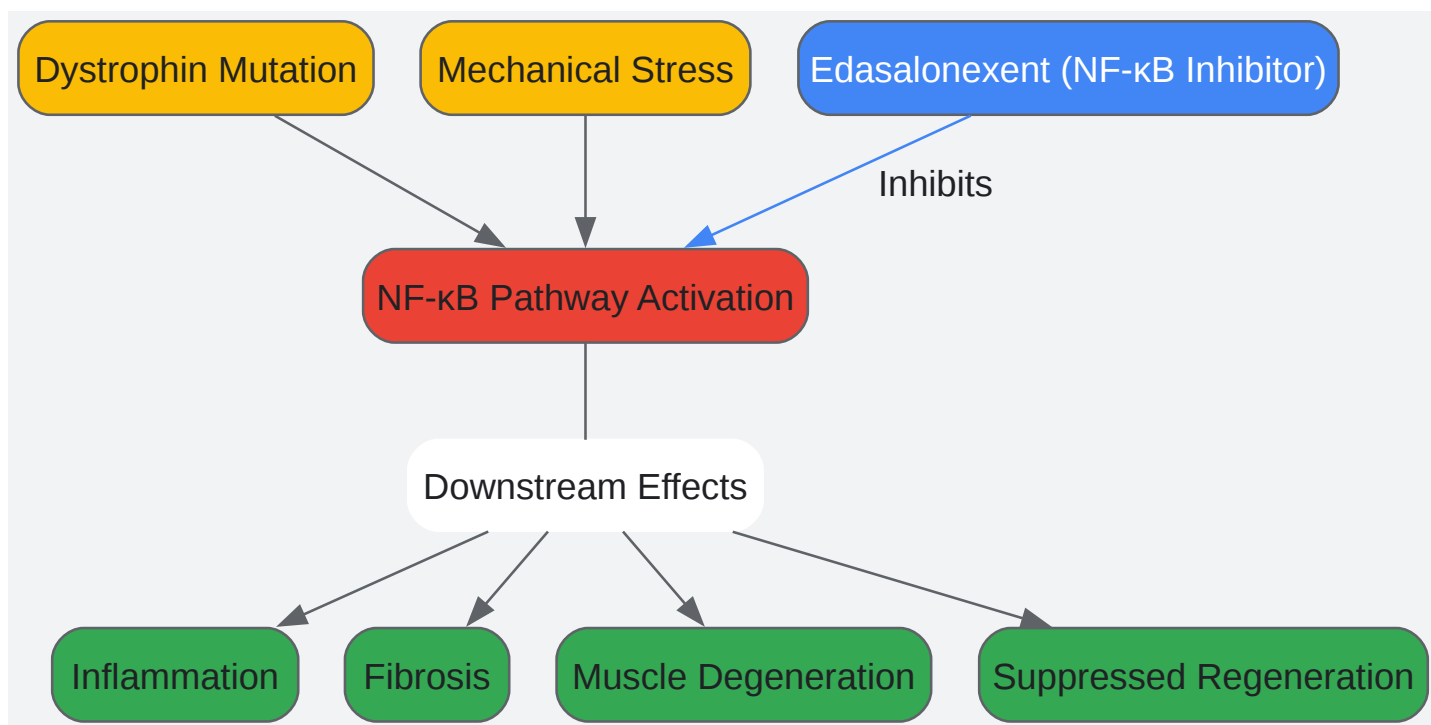 Dystrophin Mutation
Mechanical Stress
Edasalonexent (NF-κB Inhibitor)
Inhibits
NF-κB Pathway Activation
Downstream Effects
Inflammation
Fibrosis
Muscle Degeneration
Suppressed Regeneration